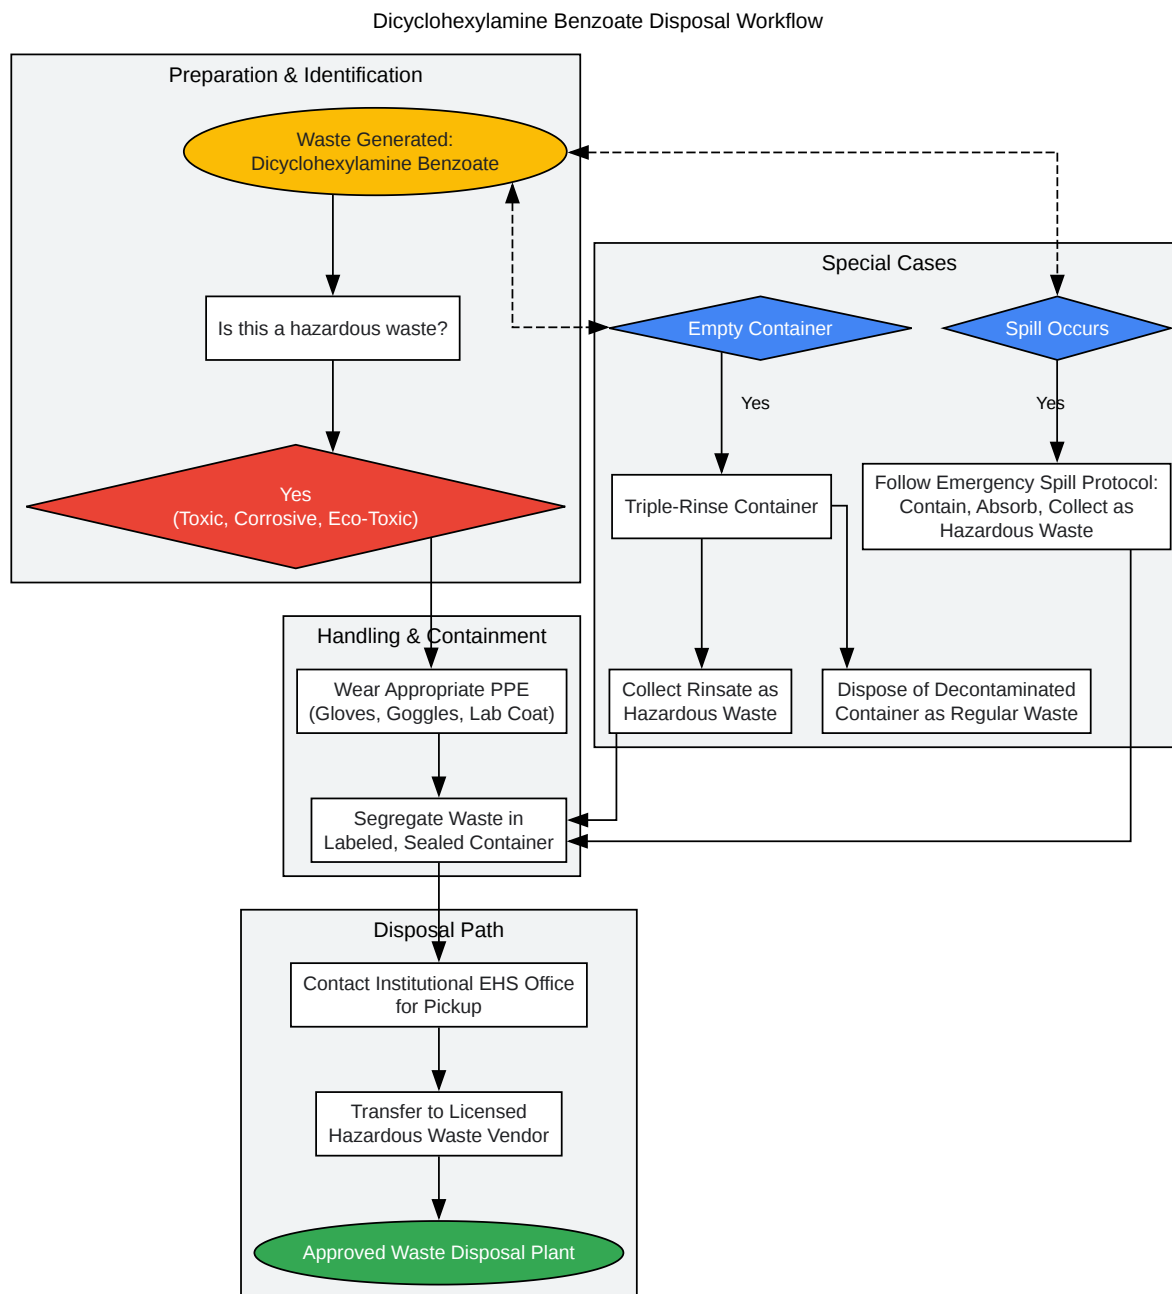 Dicyclohexylamine Benzoate Disposal Workflow
Preparation & Identification
Waste Generated:
Dicyclohexylamine Benzoate
Is this a hazardous waste?
Yes
(Toxic, Corrosive, Eco-Toxic)
Special Cases
Empty Container
Spill Occurs
Yes
Yes
Triple-Rinse Container
Follow Emergency Spill Protocol:
Contain, Absorb, Collect as
Hazardous Waste
Collect Rinsate as
Hazardous Waste
Dispose of Decontaminated
Container as Regular Waste
Handling & Containment
Wear Appropriate PPE
(Gloves, Goggles, Lab Coat)
Segregate Waste in
Labeled, Sealed Container
Disposal Path
Contact Institutional EHS Office
for Pickup
Transfer to Licensed
Hazardous Waste Vendor
Approved Waste Disposal Plant